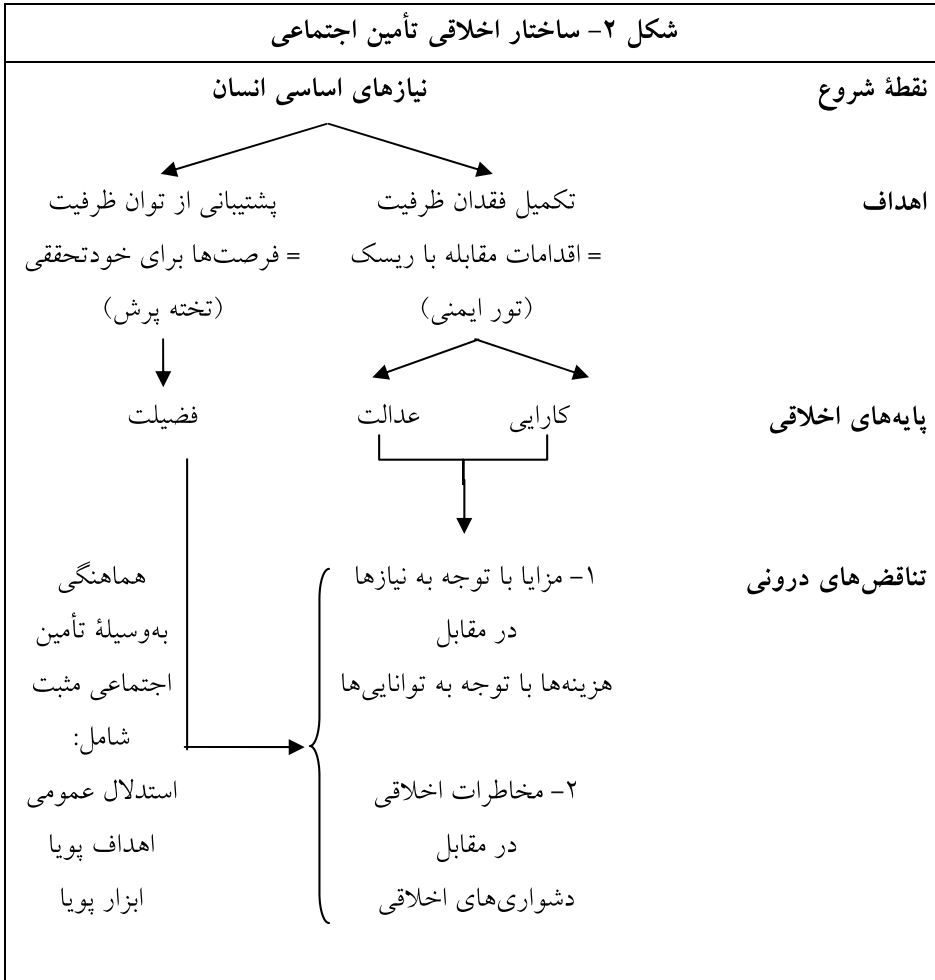 شکل ۲- ساختار اخلاقی تأمین اجتماعی
نقطهٔ شروع
نیازهای اساسی انسان
اهداف
تکمیل فقدان ظرفیت
= اقدامات مقابله با ریسک
(تور ایمنی)
پشتیبانی از توان ظرفیت
= فرصت‌ها برای خودتحققی
(تخته پرش)
پایه‌های اخلاقی
کارایی
عدالت
فضیلت
تناقض‌های درونی
۱- مزایا با توجه به نیازها
در مقابل
هزینه‌ها با توجه به توانایی‌ها
۲- مخاطرات اخلاقی
در مقابل
دشواری‌های اخلاقی
هماهنگی
به‌وسیلهٔ تأمین
اجتماعی مثبت
شامل:
استدلال عمومی
اهداف پویا
ابزار پویا